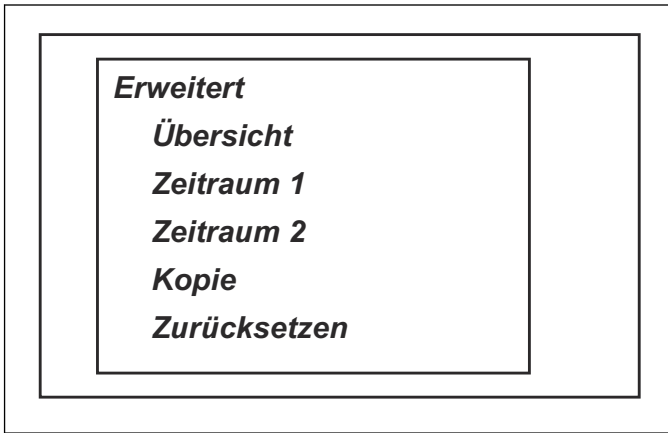 Erweitert
Übersicht
Zeitraum 1
Zeitraum 2
Kopie
Zurücksetzen